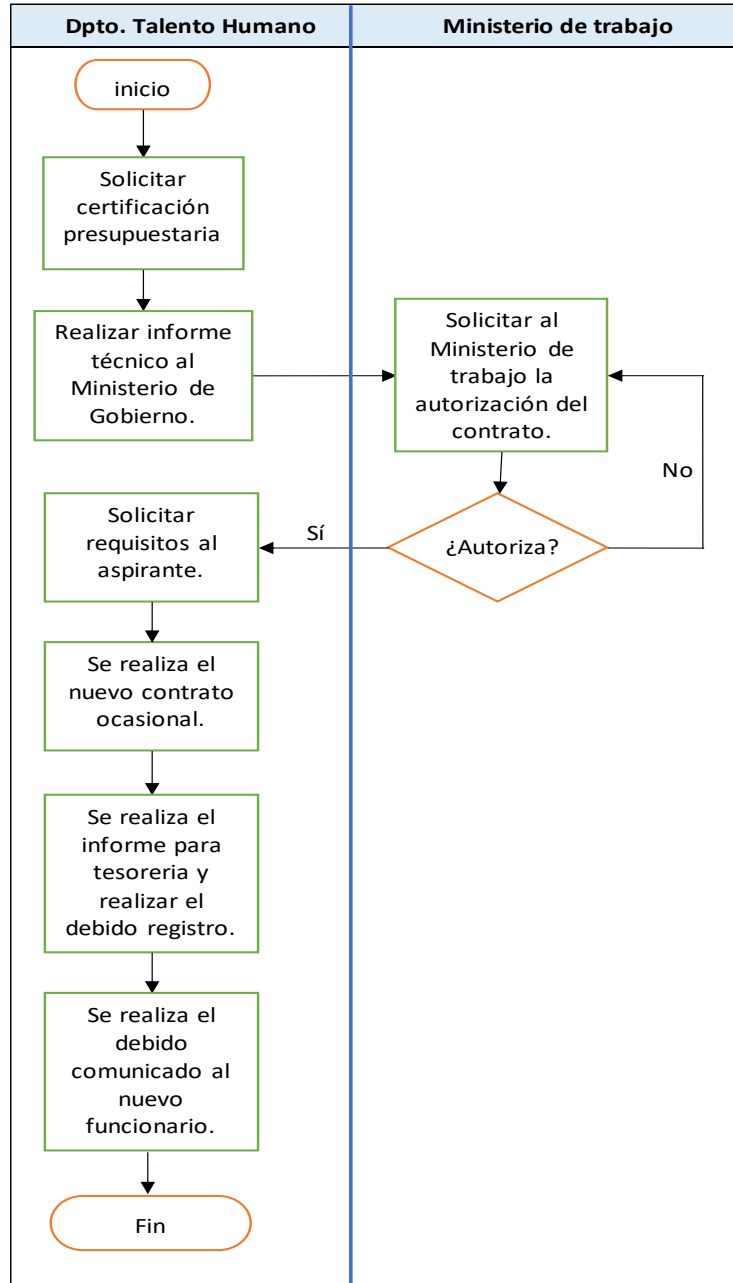 Dpto. Talento Humano
Ministerio de trabajo
inicio
Solicitar
certificación
presupuestaria
Realizar informe
técnico al
Ministerio de
Gobierno.
Solicitar al
Ministerio de
trabajo la
autorización del
contrato.
No
¿Autoriza?
Sí
Solicitar
requisitos al
aspirante.
Se realiza el
nuevo contrato
ocasional.
Se realiza el
informe para
tesoreria y
realizar el
debido registro.
Se realiza el
debido
comunicado al
nuevo
funcionario.
Fin